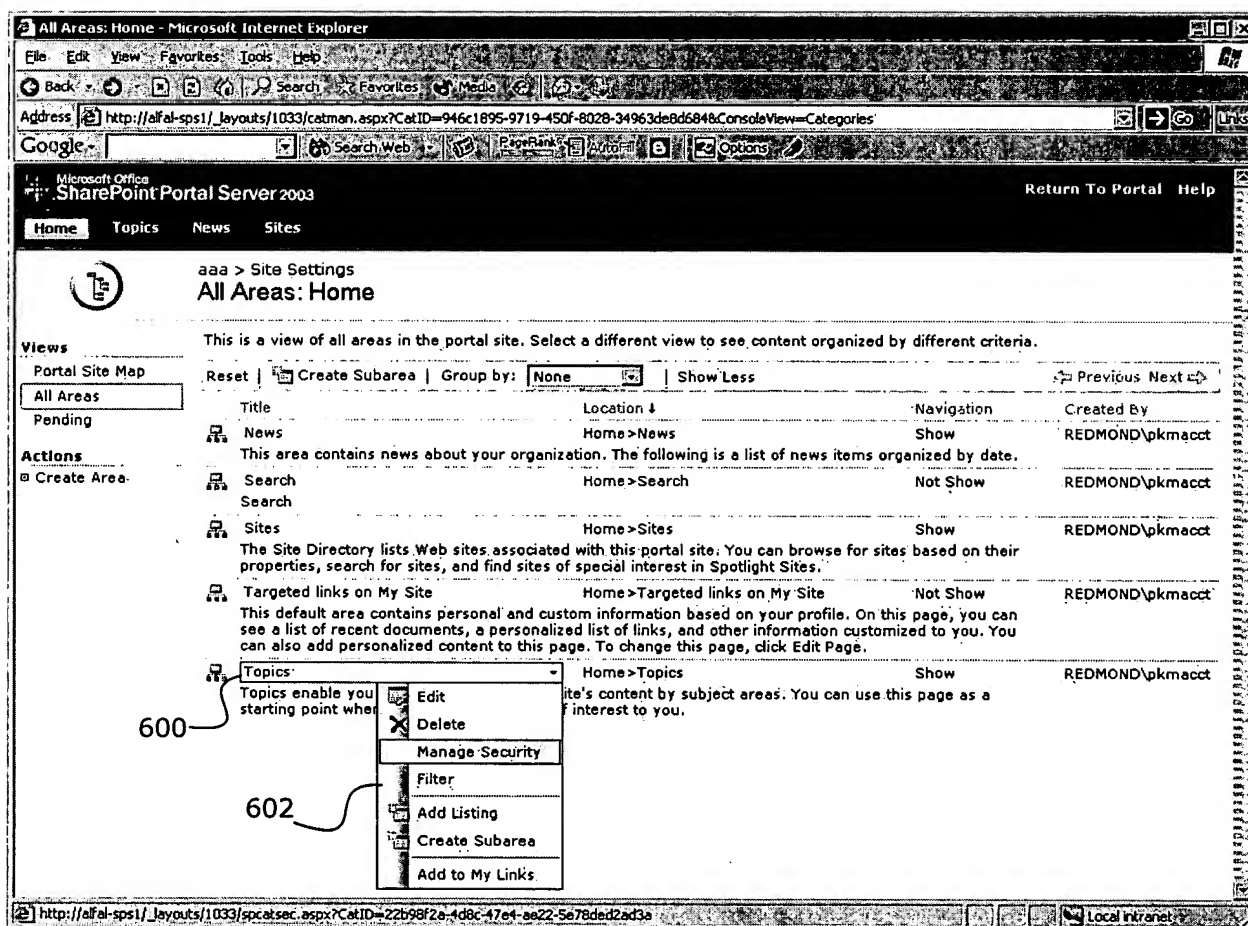 All Areas: Home - Microsoft Internet Explorer
File Edit View Favorites Tools Help
Back Search Favorites Media
Address http://alfal-sps1/_layouts/1033/catman.aspx?CatID=946c1895-9719-450f-8028-34963de8d684&ConsoleView=Categories Go Links
Google Search Web PageRank AutoFill Options
Microsoft Office
SharePoint Portal Server 2003
Return To Portal Help
Home Topics News Sites
aaa > Site Settings
All Areas: Home
This is a view of all areas in the portal site. Select a different view to see content organized by different criteria.
Views
Portal Site Map
All Areas
Pending
Actions
Create Area
Reset | Create Subarea | Group by: None | Show Less Previous Next
Title Location Navigation Created By
News Home>News Show REDMOND\pkmacct
This area contains news about your organization. The following is a list of news items organized by date.
Search Home>Search Not Show REDMOND\pkmacct
Search
Sites Home>Sites Show REDMOND\pkmacct
The Site Directory lists Web sites associated with this portal site. You can browse for sites based on their
properties, search for sites, and find sites of special interest in Spotlight Sites.
Targeted links on My Site Home>Targeted links on My Site Not Show REDMOND\pkmacct
This default area contains personal and custom information based on your profile. On this page, you can
see a list of recent documents, a personalized list of links, and other information customized to you. You
can also add personalized content to this page. To change this page, click Edit Page.
Topics Home>Topics Show REDMOND\pkmacct
Topics enable you ite's content by subject areas. You can use this page as a
starting point when f interest to you.
600
Edit
Delete
Manage Security
Filter
602
Add Listing
Create Subarea
Add to My Links
http://alfal-sps1/_layouts/1033/spcatsec.aspx?CatID=22b98f2a-4d8c-47e4-ae22-5e78ded2ad3a Local intranet